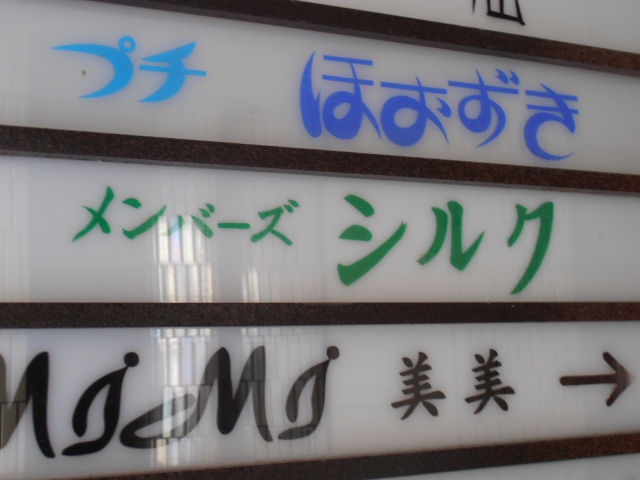 プチ ほおずき
メンバーズ シルク
MiMi 美美 →